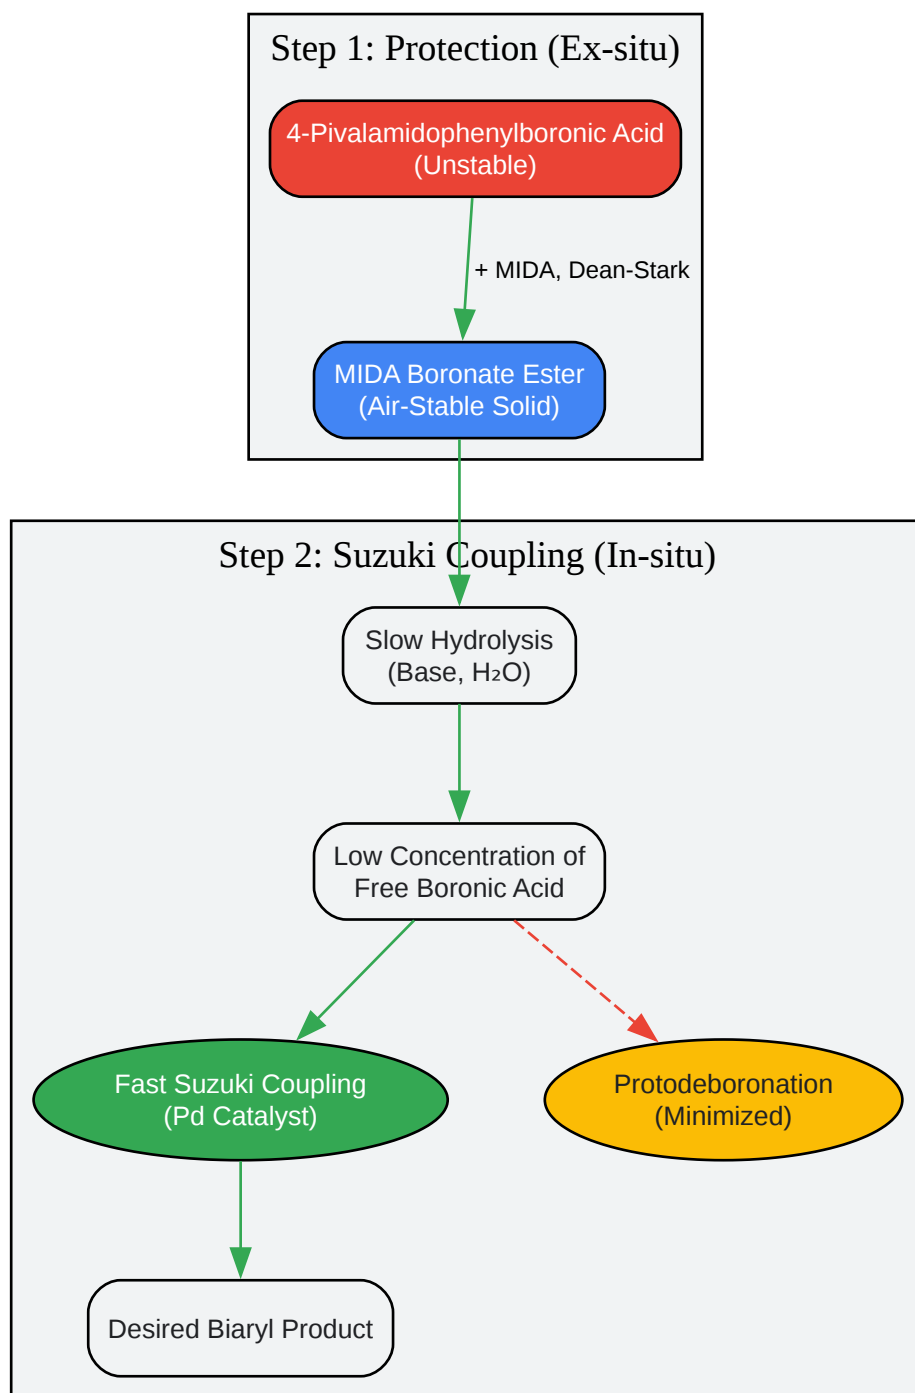 Step 1: Protection (Ex-situ)
4-Pivalamidophenylboronic Acid
(Unstable)
+ MIDA, Dean-Stark
MIDA Boronate Ester
(Air-Stable Solid)
Step 2: Suzuki Coupling (In-situ)
Slow Hydrolysis
(Base, H₂O)
Low Concentration of
Free Boronic Acid
Fast Suzuki Coupling
(Pd Catalyst)
Protodeboronation
(Minimized)
Desired Biaryl Product